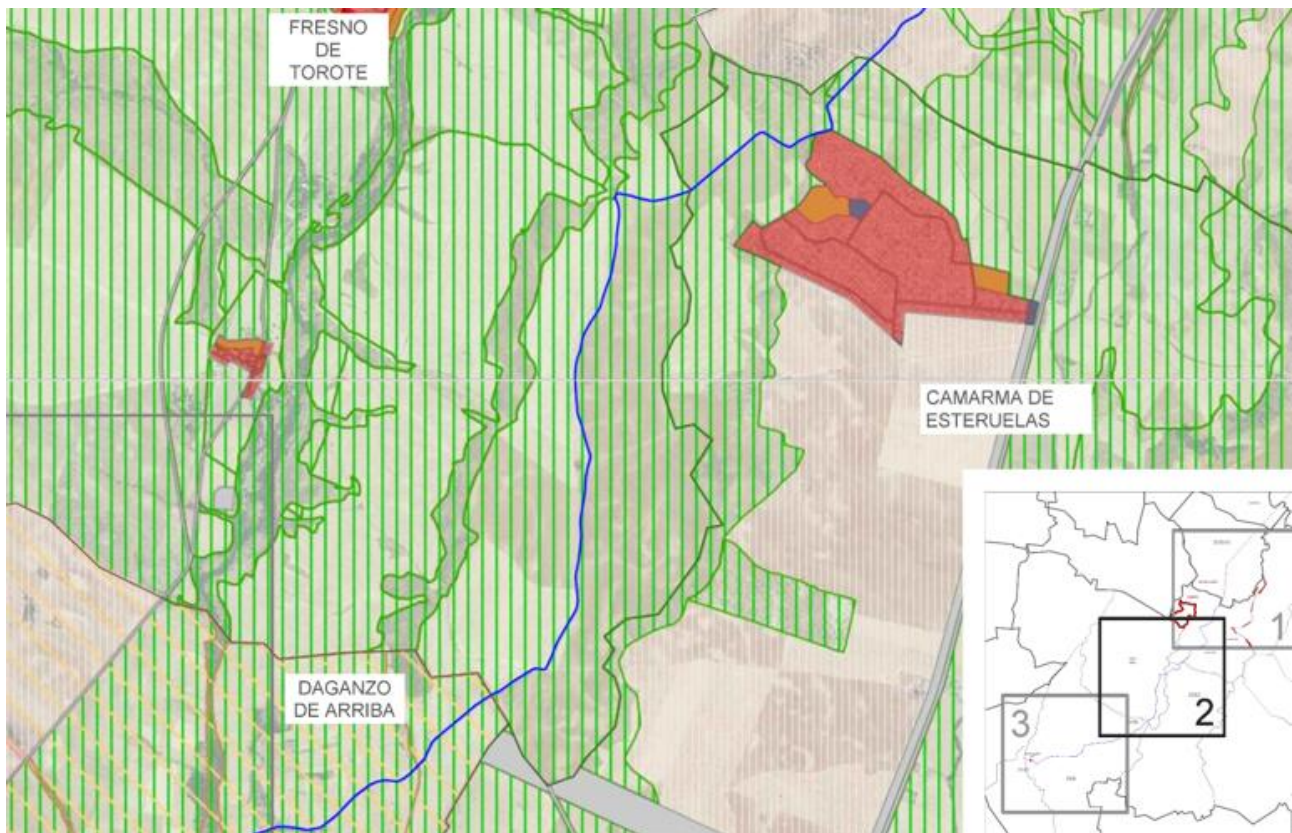 FRESNO
DE
TOROTE
CAMARMA DE
ESTERUELAS
DAGANZO
DE ARRIBA
1
2
3